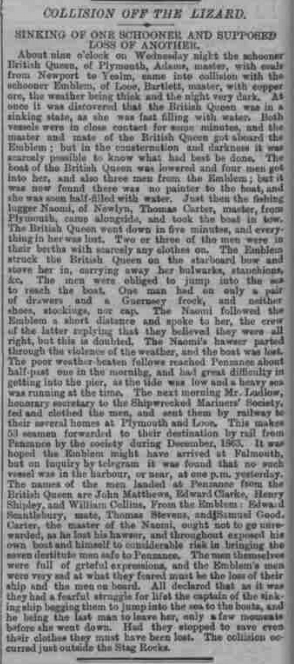 COLLISION OFF THE LIZARD.
SINKING OF ONE SCHOONER AND SUPPOSED
LOSS OF ANOTHER.
About nine o'clock on Wednesday night the schooner
British Queen, of Plymouth, Adams, master, with coals
from Newport to Yealm, came into collision with the
schooner Emblem, of Looe, Bartlett, master, with copper
ore, the weather being thick and the night very dark. At
once it was discovered that the British Queen was in a
sinking state, as she was fast filling with water. Both
vessels were in close contact for some minutes, and the
master and mate of the British Queen got aboard the
Emblem; but in the consternation and darkness it was
scarcely possible to know what had best be done. The
boat of the British Queen was lowered and four men got
into her, and also three men from the Emblem; but it
was now found there was no painter to the boat, and
she was soon half-filled with water. Just then the fishing
lugger Naomi, of Newlyn, Thomas Carter, master, from
Plymouth, came alongside, and took the boat in tow.
The British Queen went down in five minutes, and every-
thing in her was lost. Two or three of the men were in
their berths with scarcely any clothes on. The Emblem
struck the British Queen on the starboard bow and
stove her in, carrying away her bulwarks, stanchions,
&c. The men were obliged to jump into the sea
to reach the boat. One man had on only a pair
of drawers and a Guernsey frock, and neither
shoes, stockings, nor cap. The Naomi followed the
Emblem a short distance and spoke to her, the crew
of the latter replying that they believed they were all
right, but this is doubted. The Naomi's hawser parted
through the violence of the weather, and the boat was lost.
The poor weather-beaten fellows reached Penzance about
half-past one in the morning, and had great difficulty in
getting into the pier, as the tide was low and a heavy sea
was running at the time. The next morning Mr. Ludlow,
honorary secretary to the Shipwrecked Mariners' Society,
fed and clothed the men, and sent them by railway to
their several homes at Plymouth and Looe. This makes
53 seamen forwarded to their destination by rail from
Penzance by the society during December, 1865. It was
hoped the Emblem might have arrived at Falmouth,
but on inquiry by telegram it was found that no such
vessel was in the harbour, or near, at one p.m. yesterday.
The names of the men landed at Penzance from the
British Queen are John Matthews, Edward Clarke, Henry
Shipley, and William Collins, From the Emblem: Edward
mate, Thomas Stevens, and Samuel Good.
Carter, the master of the Naomi, ought not to go unre-
warded, as he lost his hawser, and throughout exposed his
own boat and himself to considerable risk in bringing the
seven destitute men safe to Penzance. The men themselves
were full of grateful expressions, and the Emblem's men
were very sad at what they feared must be the loss of their
ship and the men on board. All declared that as it was
they had a fearful struggle for life: the captain of the sink-
ing ship begging them to jump into the sea to the boats, and
he being the last man to leave her, only a few moments
before she went down. Had they stopped to save even
their clothes they must have been lost. The collision oc-
curred just outside the Stag Rocks.